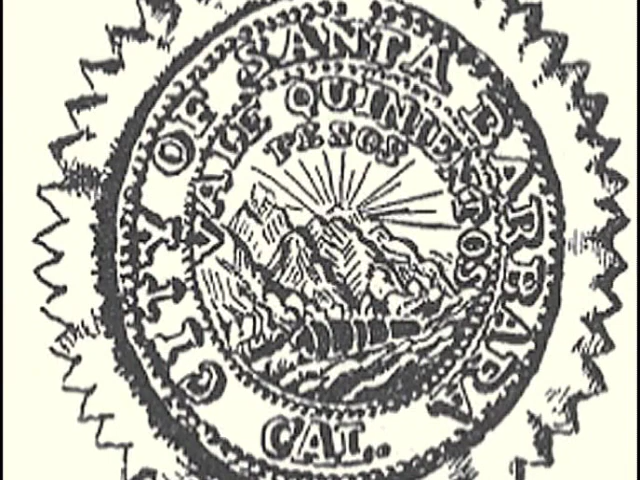 CITY OF SANTA BARBARA
CAL.
VALE QUINIENTOS
PESOS